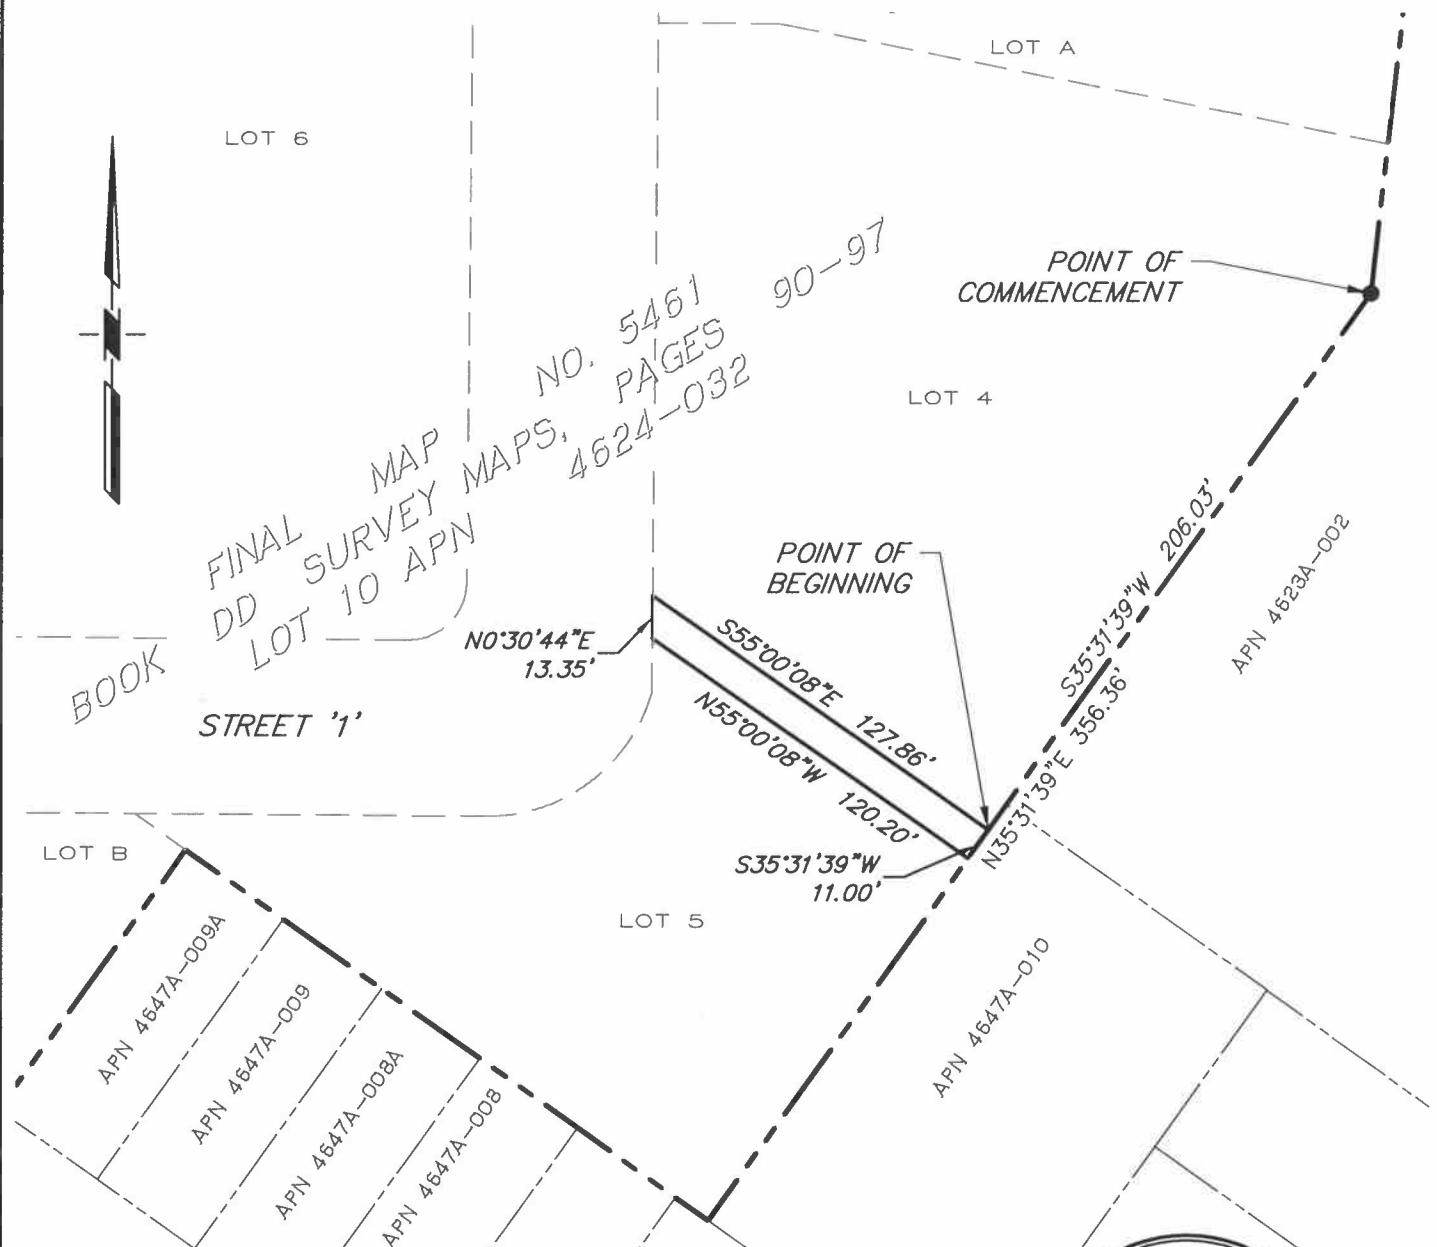 LOT A
LOT 6
POINT OF
COMMENCEMENT
FINAL MAP NO. 5461
BOOK DD SURVEY MAPS, PAGES 90-97
LOT 10 APN 4624-032
LOT 4
S35°31'39"W 206.03'
N35°31'39"E 356.36'
APN 4623A-002
POINT OF
BEGINNING
N0°30'44"E
13.35'
S55°00'08"E 127.86'
N55°00'08"W 120.20'
STREET '1'
S35°31'39"W
11.00'
LOT B
LOT 5
APN 4647A-009A
APN 4647A-009
APN 4647A-008A
APN 4647A-008
APN 4647A-010